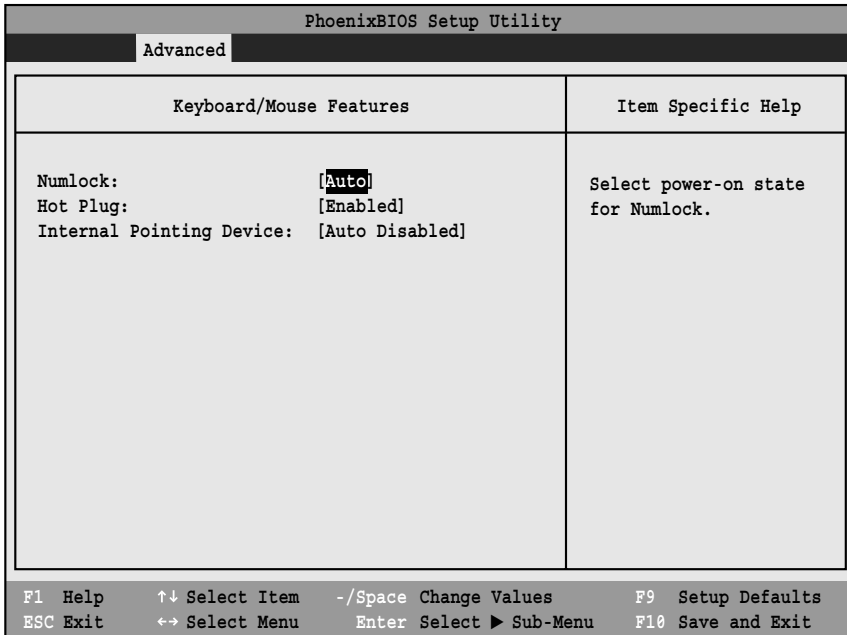 PhoenixBIOS Setup Utility
Advanced
Keyboard/Mouse Features
Item Specific Help
Numlock: [Auto]
Hot Plug: [Enabled]
Internal Pointing Device: [Auto Disabled]
Select power-on state
for Numlock.
F1 Help ↑↓ Select Item -/Space Change Values F9 Setup Defaults
ESC Exit ←→ Select Menu Enter Select ▶ Sub-Menu F10 Save and Exit